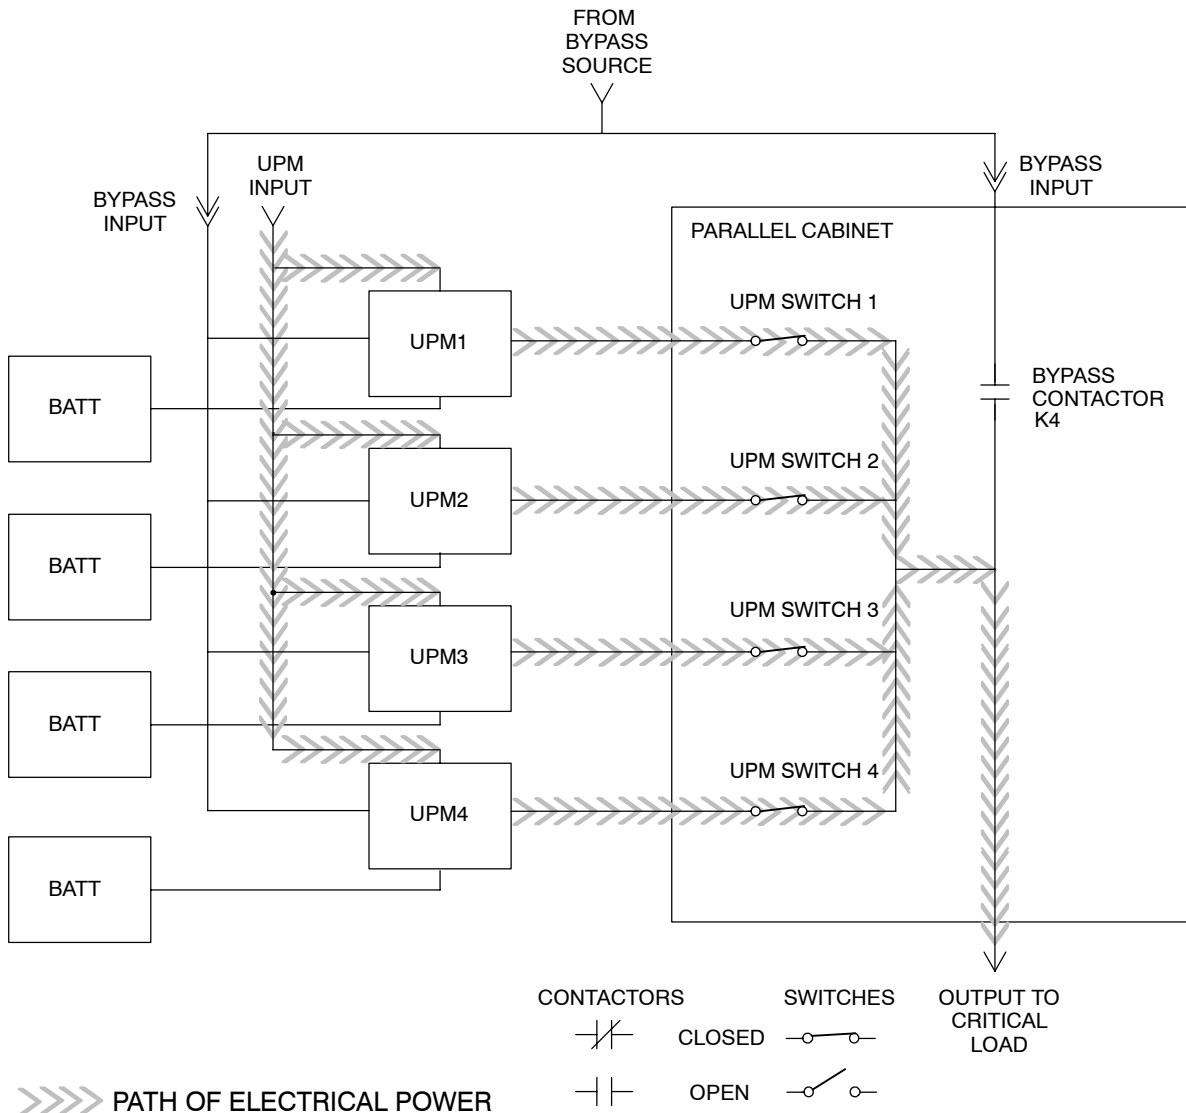 FROM
BYPASS
SOURCE
UPM
INPUT
BYPASS
INPUT
BYPASS
INPUT
PARALLEL CABINET
UPM SWITCH 1
UPM1
BYPASS
CONTACTOR
K4
BATT
UPM SWITCH 2
UPM2
BATT
UPM SWITCH 3
UPM3
BATT
UPM SWITCH 4
UPM4
BATT
CONTACTORS
SWITCHES
OUTPUT TO
CRITICAL
LOAD
CLOSED
OPEN
PATH OF ELECTRICAL POWER